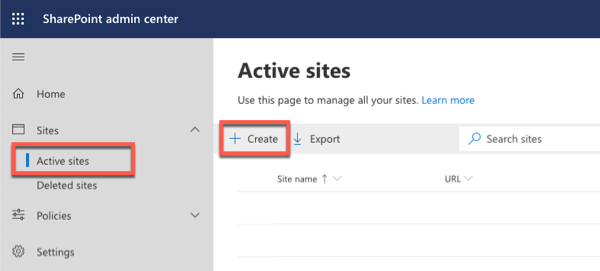 SharePoint admin center
Home
Sites
Active sites
Deleted sites
Policies
Settings
Active sites
Use this page to manage all your sites. Learn more
Create Export Search sites
Site name URL